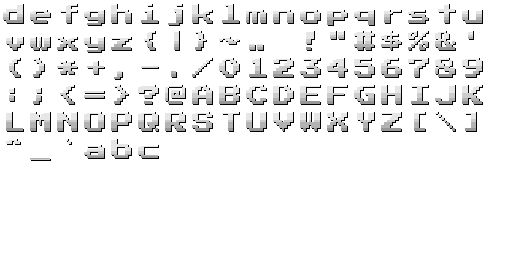 defghijklmnopqrstu
vwxyz{|}~… !"#$%&'
()*+,-./0123456789
:;<=>?@ABCDEFGHIJK
LMNOPQRSTUVWXYZ[\]
^_`abc